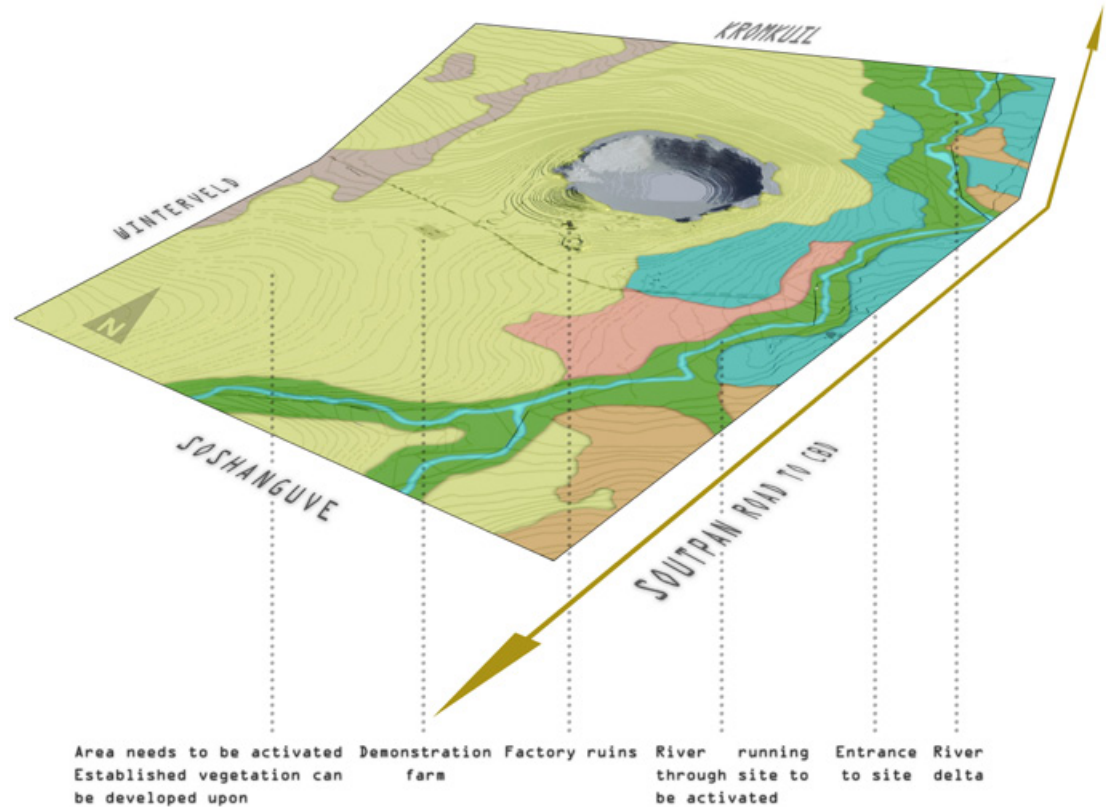 KROMKUIL
WINTERVELD
N
SOSHANGUVE
SOUTPAN ROAD TO CBD
Area needs to be activated
Established vegetation can
be developed upon
Demonstration
farm
Factory ruins
River running
through site to
be activated
Entrance
to site
River
delta